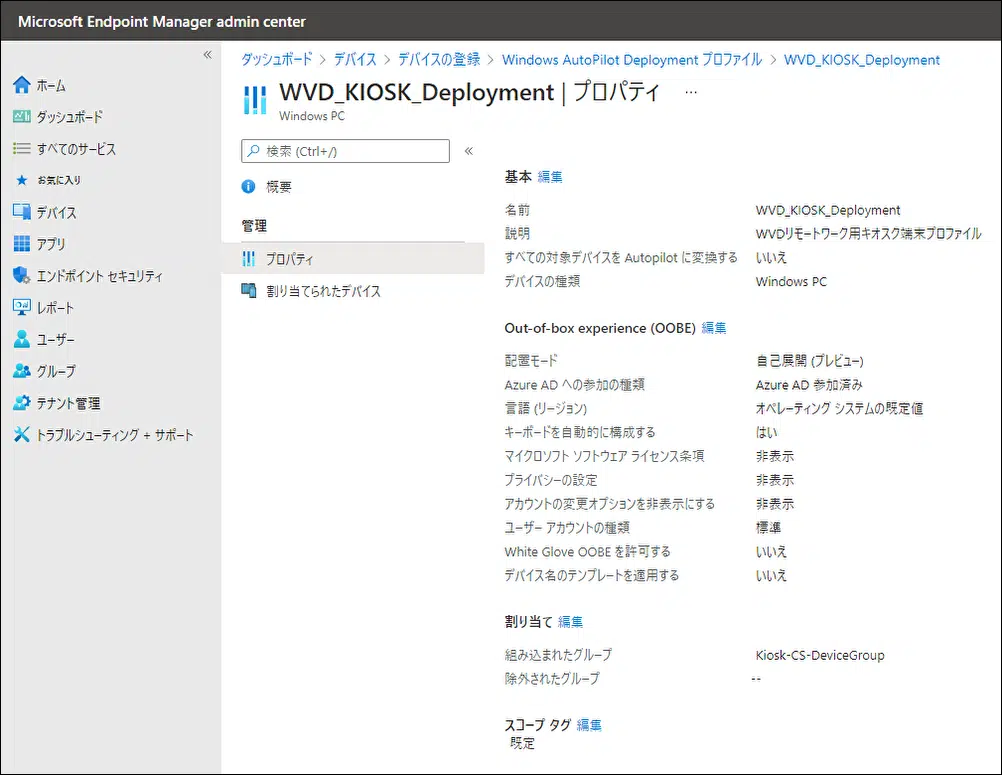 Microsoft Endpoint Manager admin center
«
ホーム
ダッシュボード
すべてのサービス
お気に入り
デバイス
アプリ
エンドポイント セキュリティ
レポート
ユーザー
グループ
テナント管理
トラブルシューティング + サポート
ダッシュボード > デバイス > デバイスの登録 > Windows AutoPilot Deployment プロファイル > WVD_KIOSK_Deployment
WVD_KIOSK_Deployment | プロパティ ...
Windows PC
検索 (Ctrl+/) «
概要
管理
プロパティ
割り当てられたデバイス
基本 編集
名前 WVD_KIOSK_Deployment
説明 WVDリモートワーク用キオスク端末プロファイル
すべての対象デバイスを Autopilot に変換する いいえ
デバイスの種類 Windows PC
Out-of-box experience (OOBE) 編集
配置モード 自己展開 (プレビュー)
Azure AD への参加の種類 Azure AD 参加済み
言語 (リージョン) オペレーティング システムの既定値
キーボードを自動的に構成する はい
マイクロソフト ソフトウェア ライセンス条項 非表示
プライバシーの設定 非表示
アカウントの変更オプションを非表示にする 非表示
ユーザー アカウントの種類 標準
White Glove OOBE を許可する いいえ
デバイス名のテンプレートを適用する いいえ
割り当て 編集
組み込まれたグループ Kiosk-CS-DeviceGroup
除外されたグループ --
スコープ タグ 編集
既定